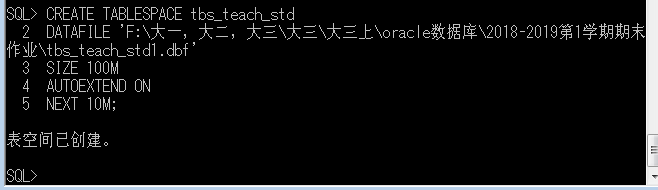 SQL> CREATE TABLESPACE tbs_teach_std
2 DATAFILE 'F:\大一，大二，大三\大三\大三上\oracle数据库\2018-2019第1学期期末
作业\tbs_teach_std1.dbf'
3 SIZE 100M
4 AUTOEXTEND ON
5 NEXT 10M;
表空间已创建。
SQL>